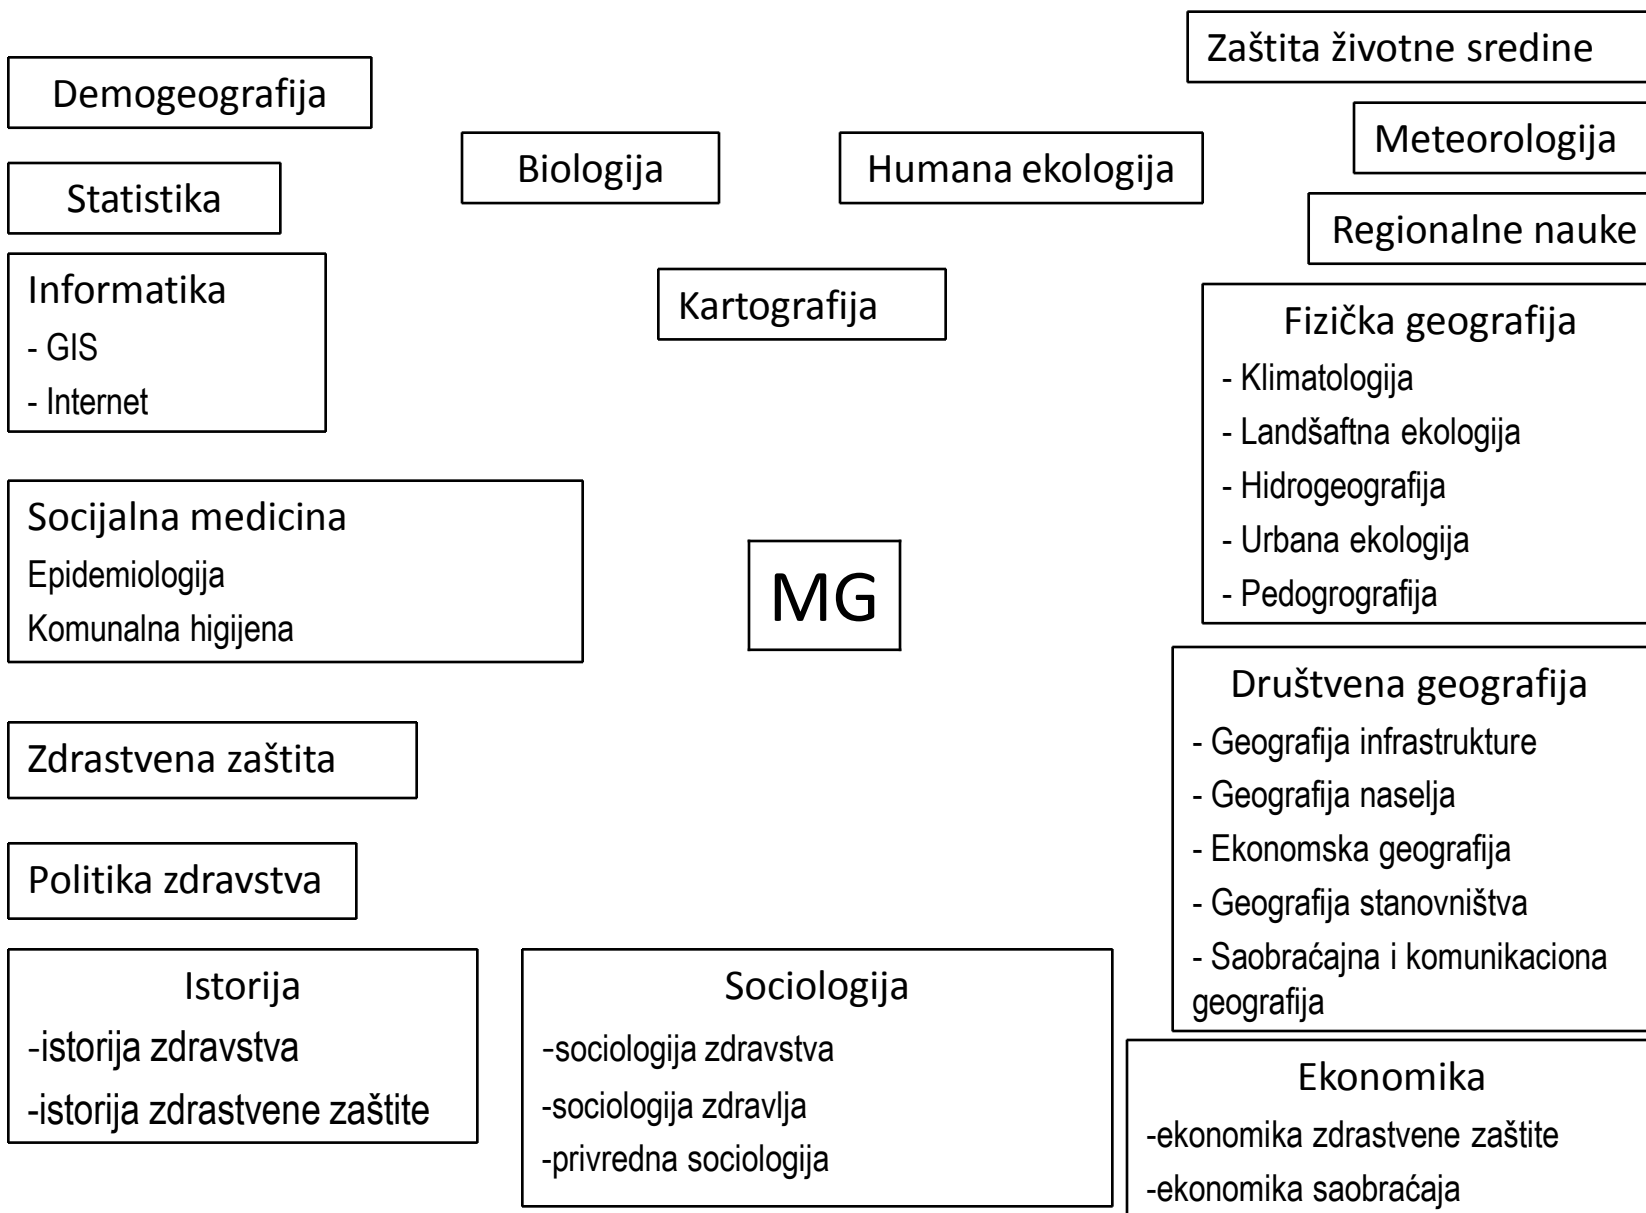 Zaštita životne sredine
Demogeografija
Meteorologija
Biologija
Humana ekologija
Statistika
Regionalne nauke
Informatika
- GIS
- Internet
Kartografija
Fizička geografija
- Klimatologija
- Landšaftna ekologija
- Hidrogeografija
- Urbana ekologija
- Pedogrografija
Socijalna medicina
Epidemiologija
Komunalna higijena
MG
Društvena geografija
- Geografija infrastrukture
- Geografija naselja
- Ekonomska geografija
- Geografija stanovništva
- Saobraćajna i komunikaciona
geografija
Zdrastvena zaštita
Politika zdravstva
Istorija
-istorija zdravstva
-istorija zdrastvene zaštite
Sociologija
-sociologija zdravstva
-sociologija zdravlja
-privredna sociologija
Ekonomika
-ekonomika zdrastvene zaštite
-ekonomika saobraćaja